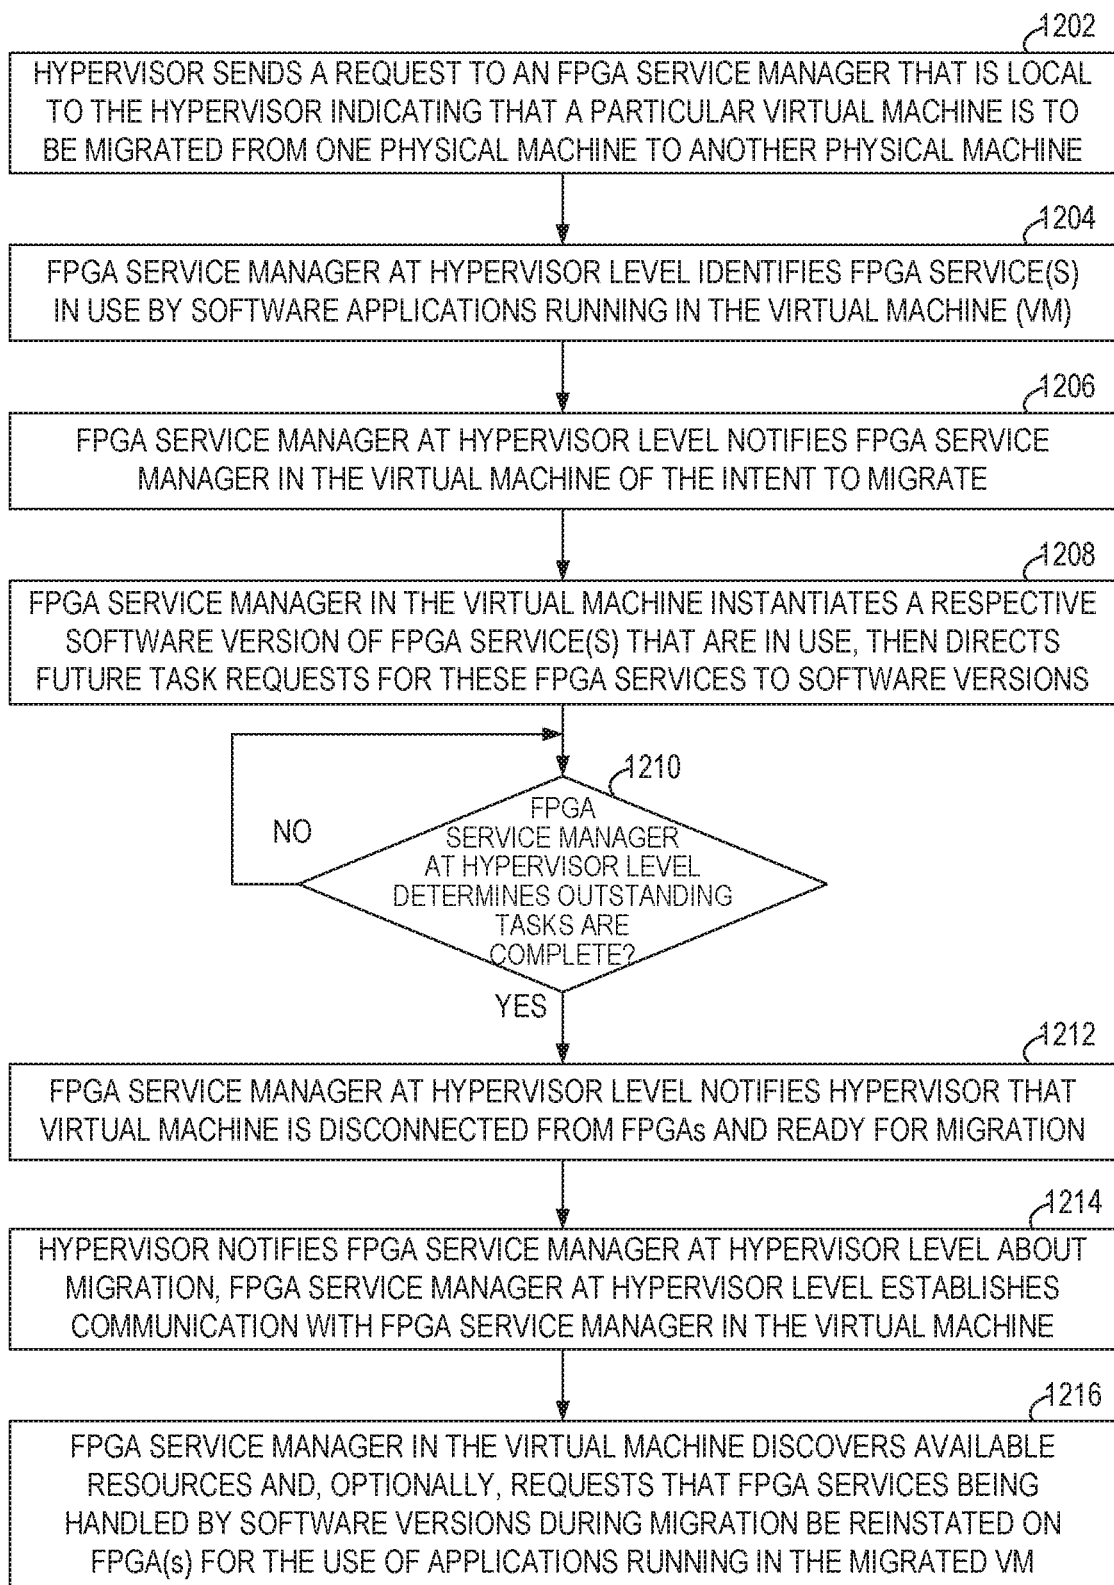 1202
HYPERVISOR SENDS A REQUEST TO AN FPGA SERVICE MANAGER THAT IS LOCAL
TO THE HYPERVISOR INDICATING THAT A PARTICULAR VIRTUAL MACHINE IS TO
BE MIGRATED FROM ONE PHYSICAL MACHINE TO ANOTHER PHYSICAL MACHINE
1204
FPGA SERVICE MANAGER AT HYPERVISOR LEVEL IDENTIFIES FPGA SERVICE(S)
IN USE BY SOFTWARE APPLICATIONS RUNNING IN THE VIRTUAL MACHINE (VM)
1206
FPGA SERVICE MANAGER AT HYPERVISOR LEVEL NOTIFIES FPGA SERVICE
MANAGER IN THE VIRTUAL MACHINE OF THE INTENT TO MIGRATE
1208
FPGA SERVICE MANAGER IN THE VIRTUAL MACHINE INSTANTIATES A RESPECTIVE
SOFTWARE VERSION OF FPGA SERVICE(S) THAT ARE IN USE, THEN DIRECTS
FUTURE TASK REQUESTS FOR THESE FPGA SERVICES TO SOFTWARE VERSIONS
1210
FPGA
SERVICE MANAGER
AT HYPERVISOR LEVEL
DETERMINES OUTSTANDING
TASKS ARE
COMPLETE?
NO
YES
1212
FPGA SERVICE MANAGER AT HYPERVISOR LEVEL NOTIFIES HYPERVISOR THAT
VIRTUAL MACHINE IS DISCONNECTED FROM FPGAs AND READY FOR MIGRATION
1214
HYPERVISOR NOTIFIES FPGA SERVICE MANAGER AT HYPERVISOR LEVEL ABOUT
MIGRATION, FPGA SERVICE MANAGER AT HYPERVISOR LEVEL ESTABLISHES
COMMUNICATION WITH FPGA SERVICE MANAGER IN THE VIRTUAL MACHINE
1216
FPGA SERVICE MANAGER IN THE VIRTUAL MACHINE DISCOVERS AVAILABLE
RESOURCES AND, OPTIONALLY, REQUESTS THAT FPGA SERVICES BEING
HANDLED BY SOFTWARE VERSIONS DURING MIGRATION BE REINSTATED ON
FPGA(s) FOR THE USE OF APPLICATIONS RUNNING IN THE MIGRATED VM